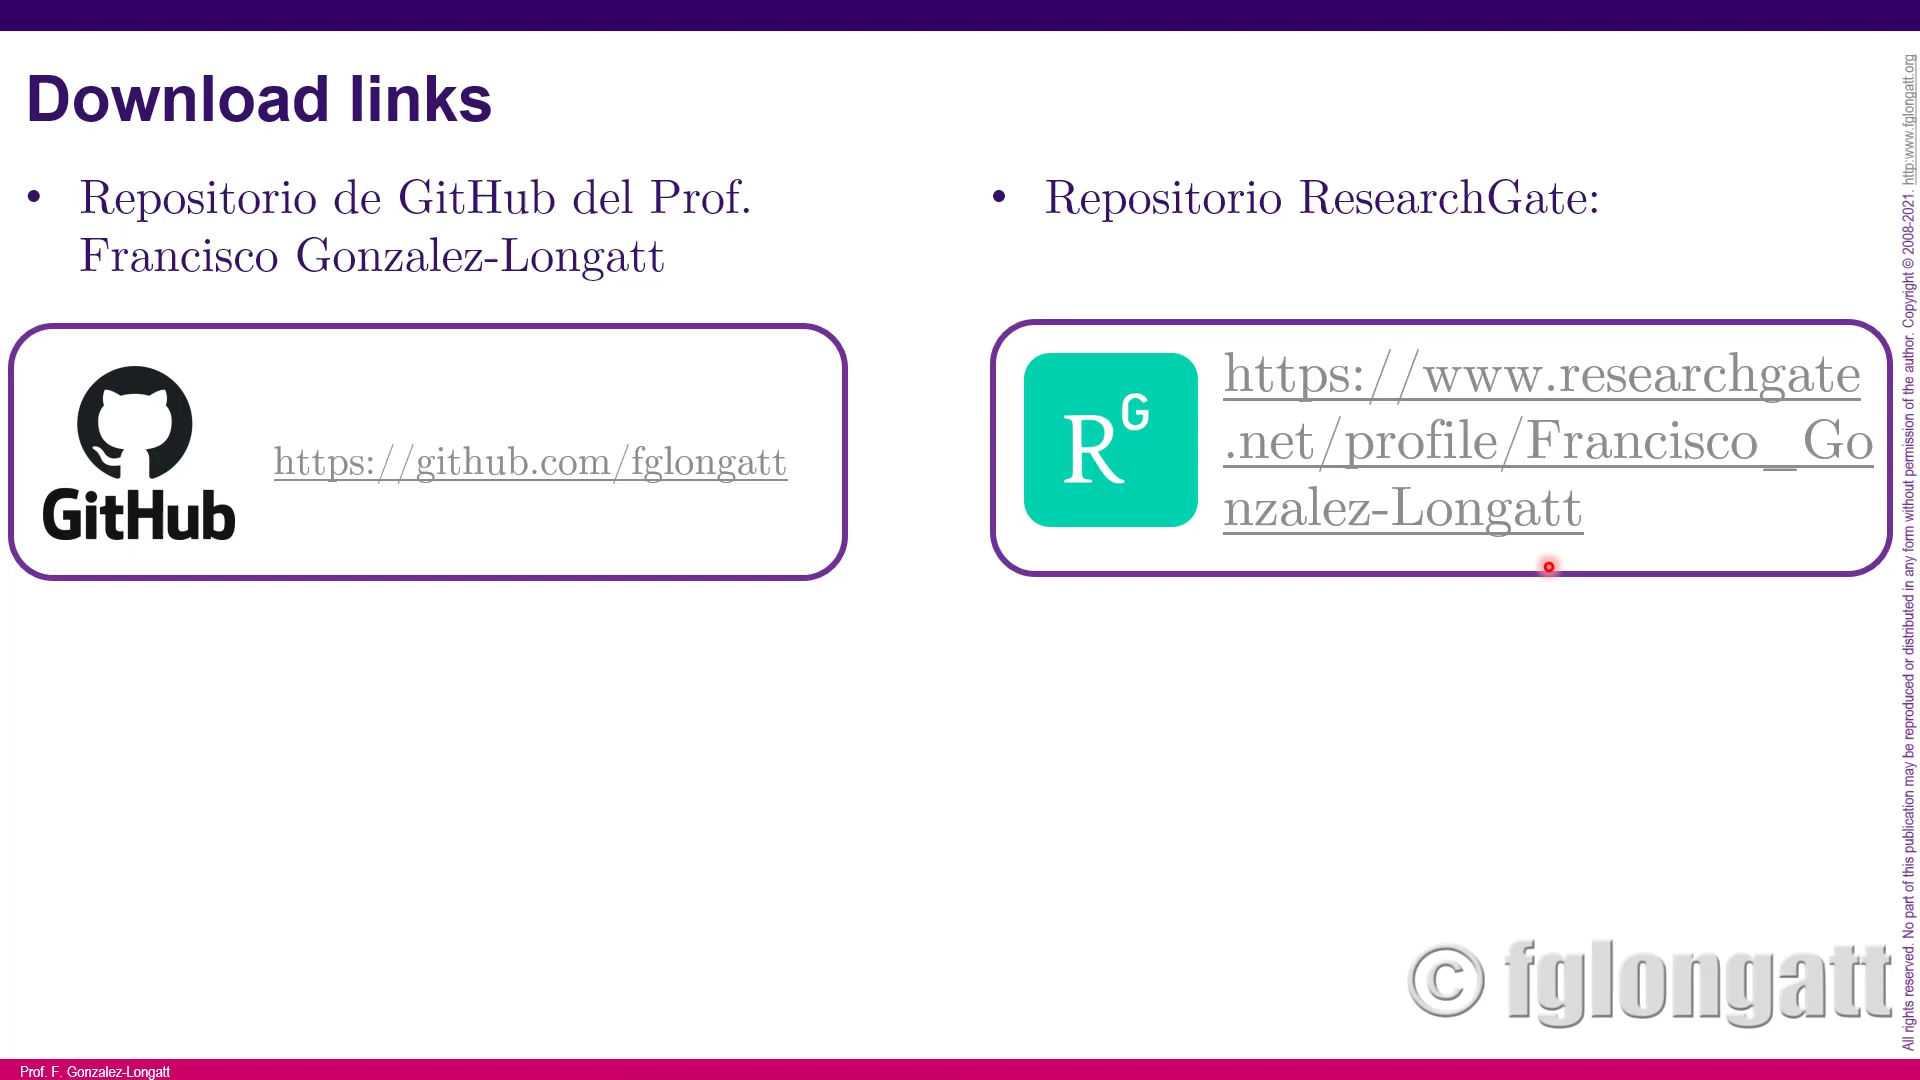 Download links
• Repositorio de GitHub del Prof.
Francisco Gonzalez-Longatt
GitHub
https://github.com/fglongatt
• Repositorio ResearchGate:
RG
https://www.researchgate
.net/profile/Francisco_Go
nzalez-Longatt
© fglongatt
All rights reserved. No part of this publication may be reproduced or distributed in any form without permission of the author. Copyright © 2008-2021. http:www.fglongatt.org
Prof. F. Gonzalez-Longatt